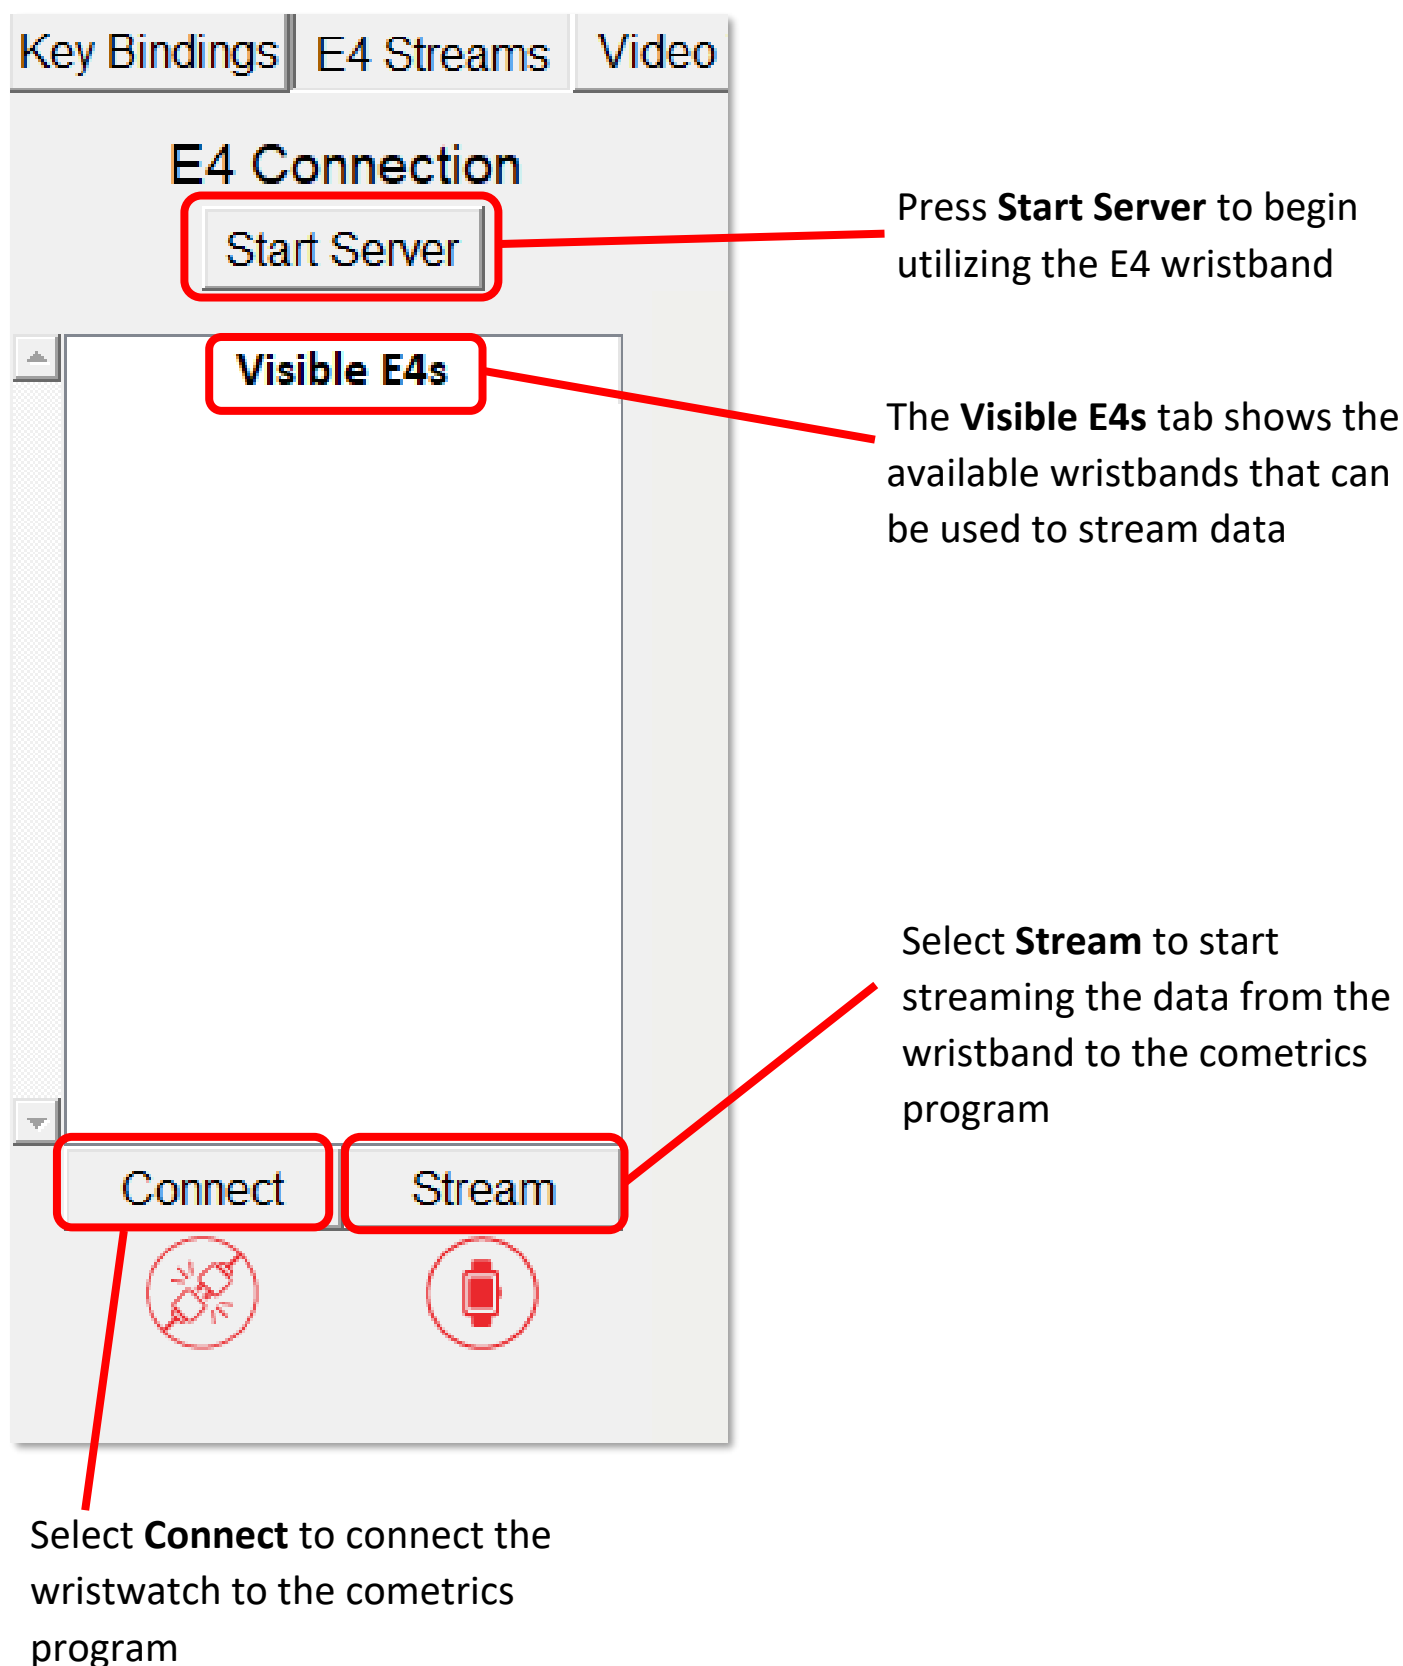 Key Bindings E4 Streams Video
E4 Connection
Start Server
Press Start Server to begin
utilizing the E4 wristband
Visible E4s
The Visible E4s tab shows the
available wristbands that can
be used to stream data
Select Stream to start
streaming the data from the
wristband to the cometrics
program
Connect Stream
Select Connect to connect the
wristwatch to the cometrics
program